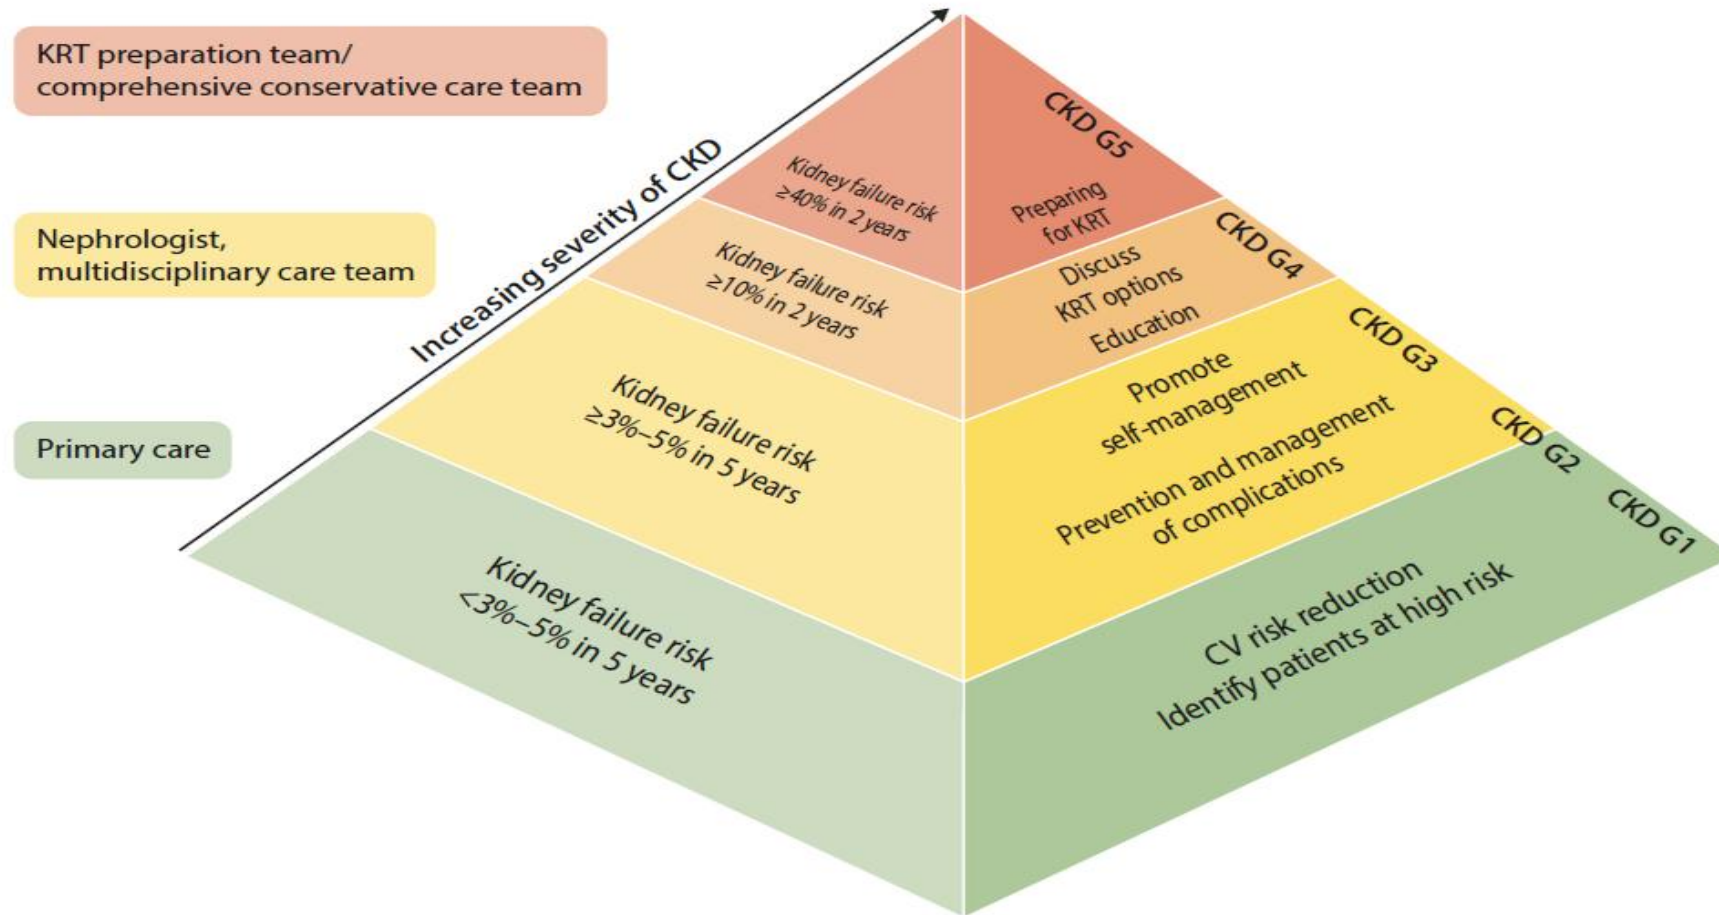 KRT preparation team/
comprehensive conservative care team
Nephrologist,
multidisciplinary care team
Primary care
Increasing severity of CKD
Kidney failure risk
≥40% in 2 years
Kidney failure risk
≥10% in 2 years
Kidney failure risk
≥3%–5% in 5 years
Kidney failure risk
<3%–5% in 5 years
CKD G5
Preparing
for KRT
CKD G4
Discuss
KRT options
Education
CKD G3
Promote
self-management
Prevention and management
of complications
CKD G2
CKD G1
CV risk reduction
Identify patients at high risk